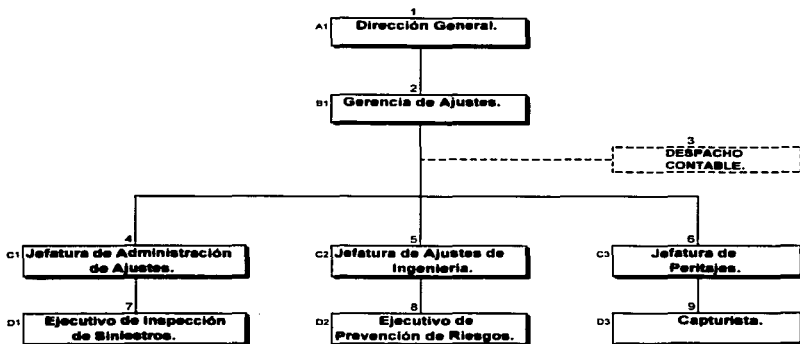 1
A1 Dirección General.
2
B1 Gerencia de Ajustes.
3
DESPACHO
CONTABLE.
4
C1 Jefatura de Administración
de Ajustes.
5
C2 Jefatura de Ajustes de
Ingeniería.
6
C3 Jefatura de
Peritajes.
7
D1 Ejecutivo de Inspección
de Siniestros.
8
D2 Ejecutivo de
Prevención de Riesgos.
9
D3 Capturista.